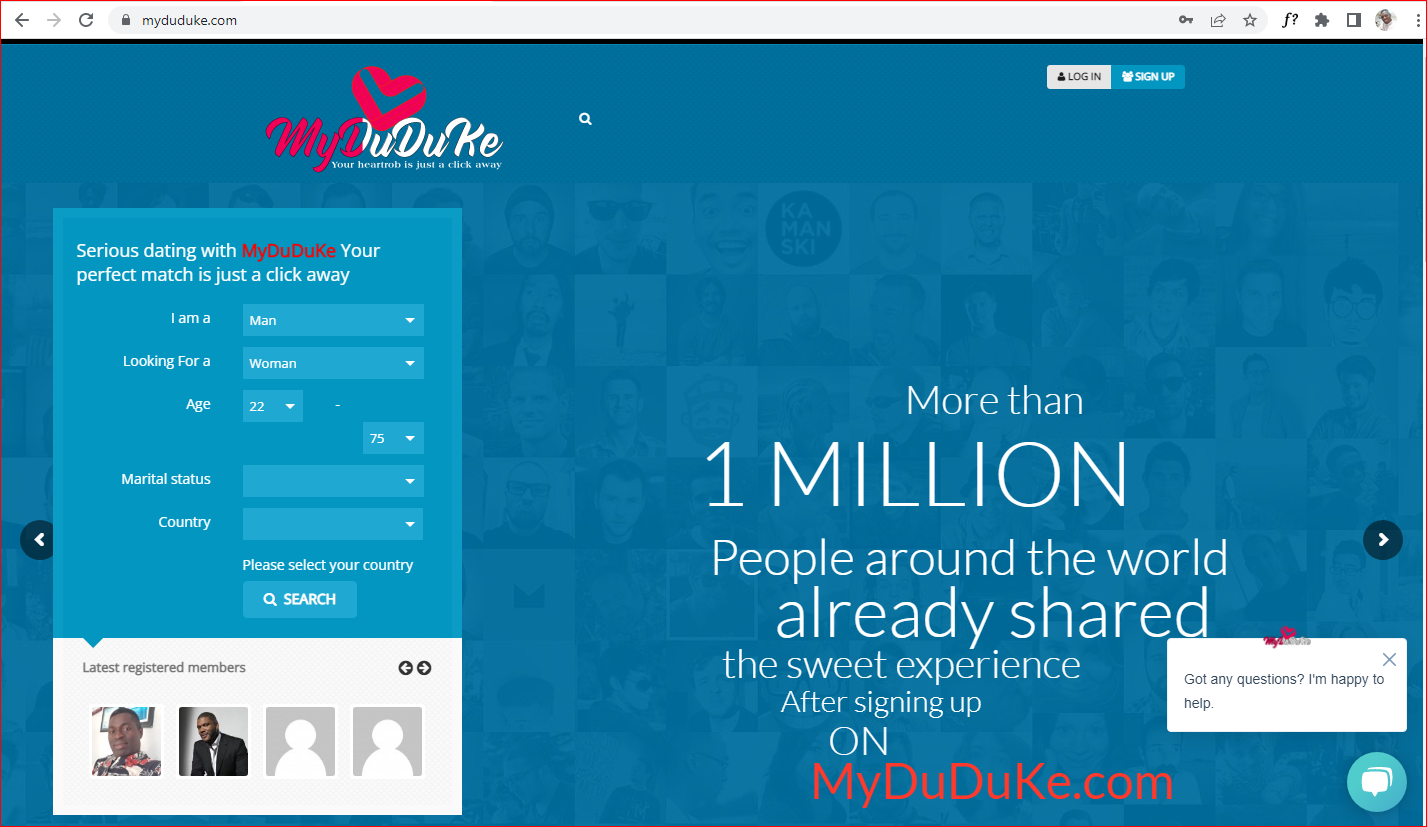 myduduke.com
f?
LOG IN
SIGN UP
MyDuDuKe
Your heartrob is just a click away
KA
MAN
SKI
Serious dating with MyDuDuKe Your
perfect match is just a click away
I am a Man
Looking For a Woman
Age 22 -
75
Marital status
Country
Please select your country
SEARCH
Latest registered members
More than
1 MILLION
People around the world
already shared
the sweet experience
After signing up
ON
MyDuDuKe.com
MyDuDuKe
Got any questions? I'm happy to
help.